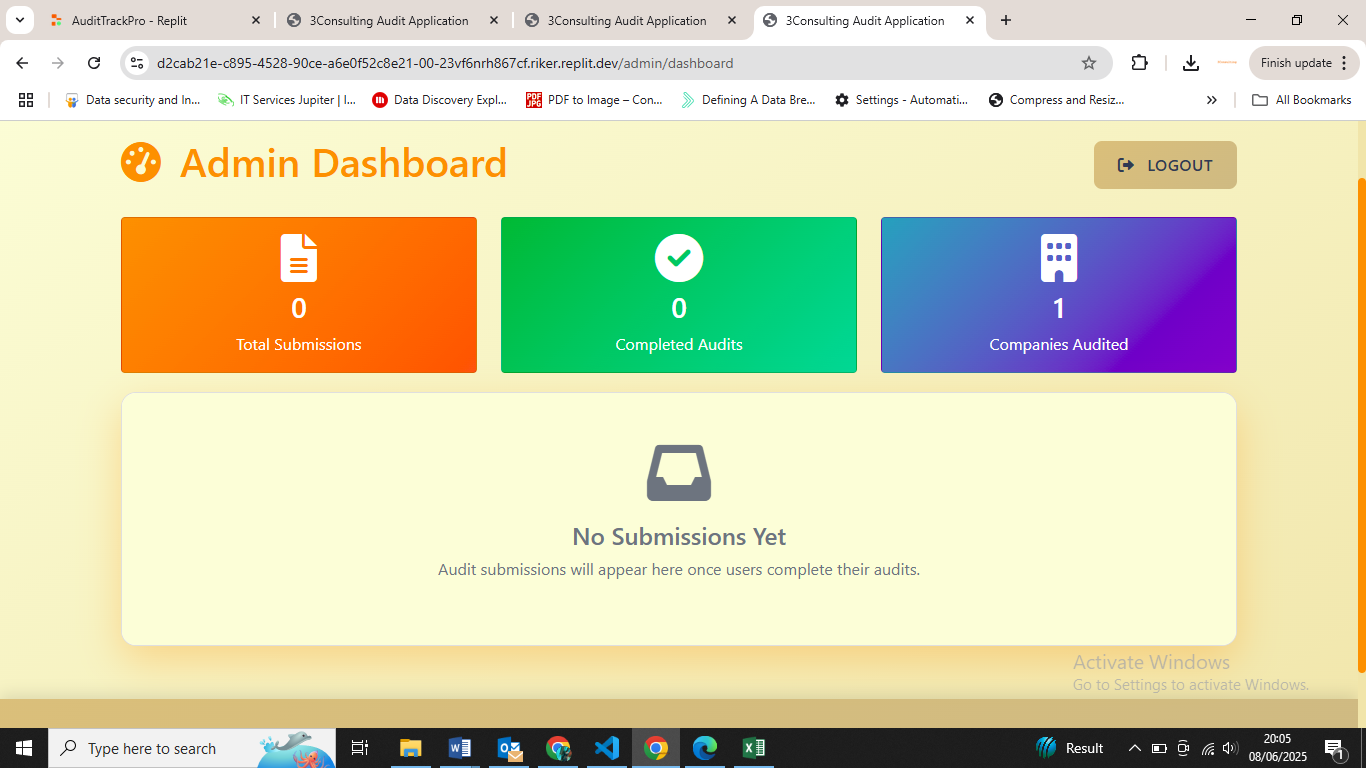 AuditTrackPro - Replit
3Consulting Audit Application
3Consulting Audit Application
3Consulting Audit Application
d2cab21e-c895-4528-90ce-a6e0f52c8e21-00-23vf6nrh867cf.riker.replit.dev/admin/dashboard
Finish update
Data security and In...
IT Services Jupiter | I...
Data Discovery Expl...
PDF to Image – Con...
Defining A Data Bre...
Settings - Automati...
Compress and Resiz...
All Bookmarks
Admin Dashboard
LOGOUT
0
Total Submissions
0
Completed Audits
1
Companies Audited
No Submissions Yet
Audit submissions will appear here once users complete their audits.
Activate Windows
Go to Settings to activate Windows.
Type here to search
Result
20:05
08/06/2025
1